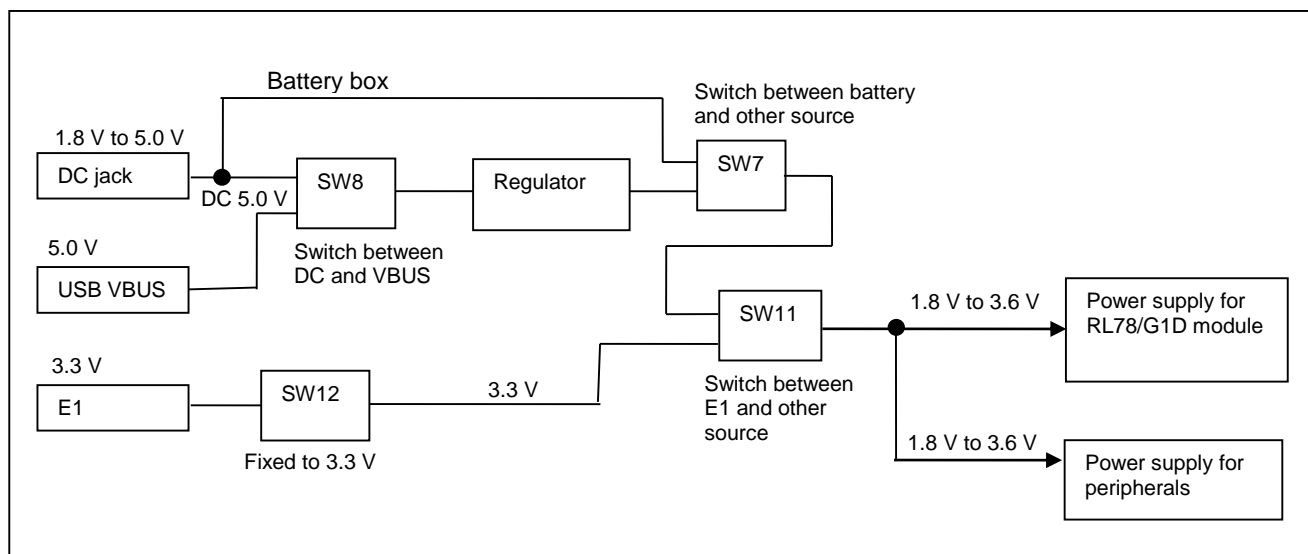 Battery box
Switch between battery
and other source
1.8 V to 5.0 V
DC jack
DC 5.0 V
SW8
Regulator
SW7
Switch between
DC and VBUS
5.0 V
USB VBUS
SW11
Switch between
E1 and other
source
1.8 V to 3.6 V
Power supply for
RL78/G1D module
3.3 V
E1
SW12
Fixed to 3.3 V
3.3 V
1.8 V to 3.6 V
Power supply for
peripherals